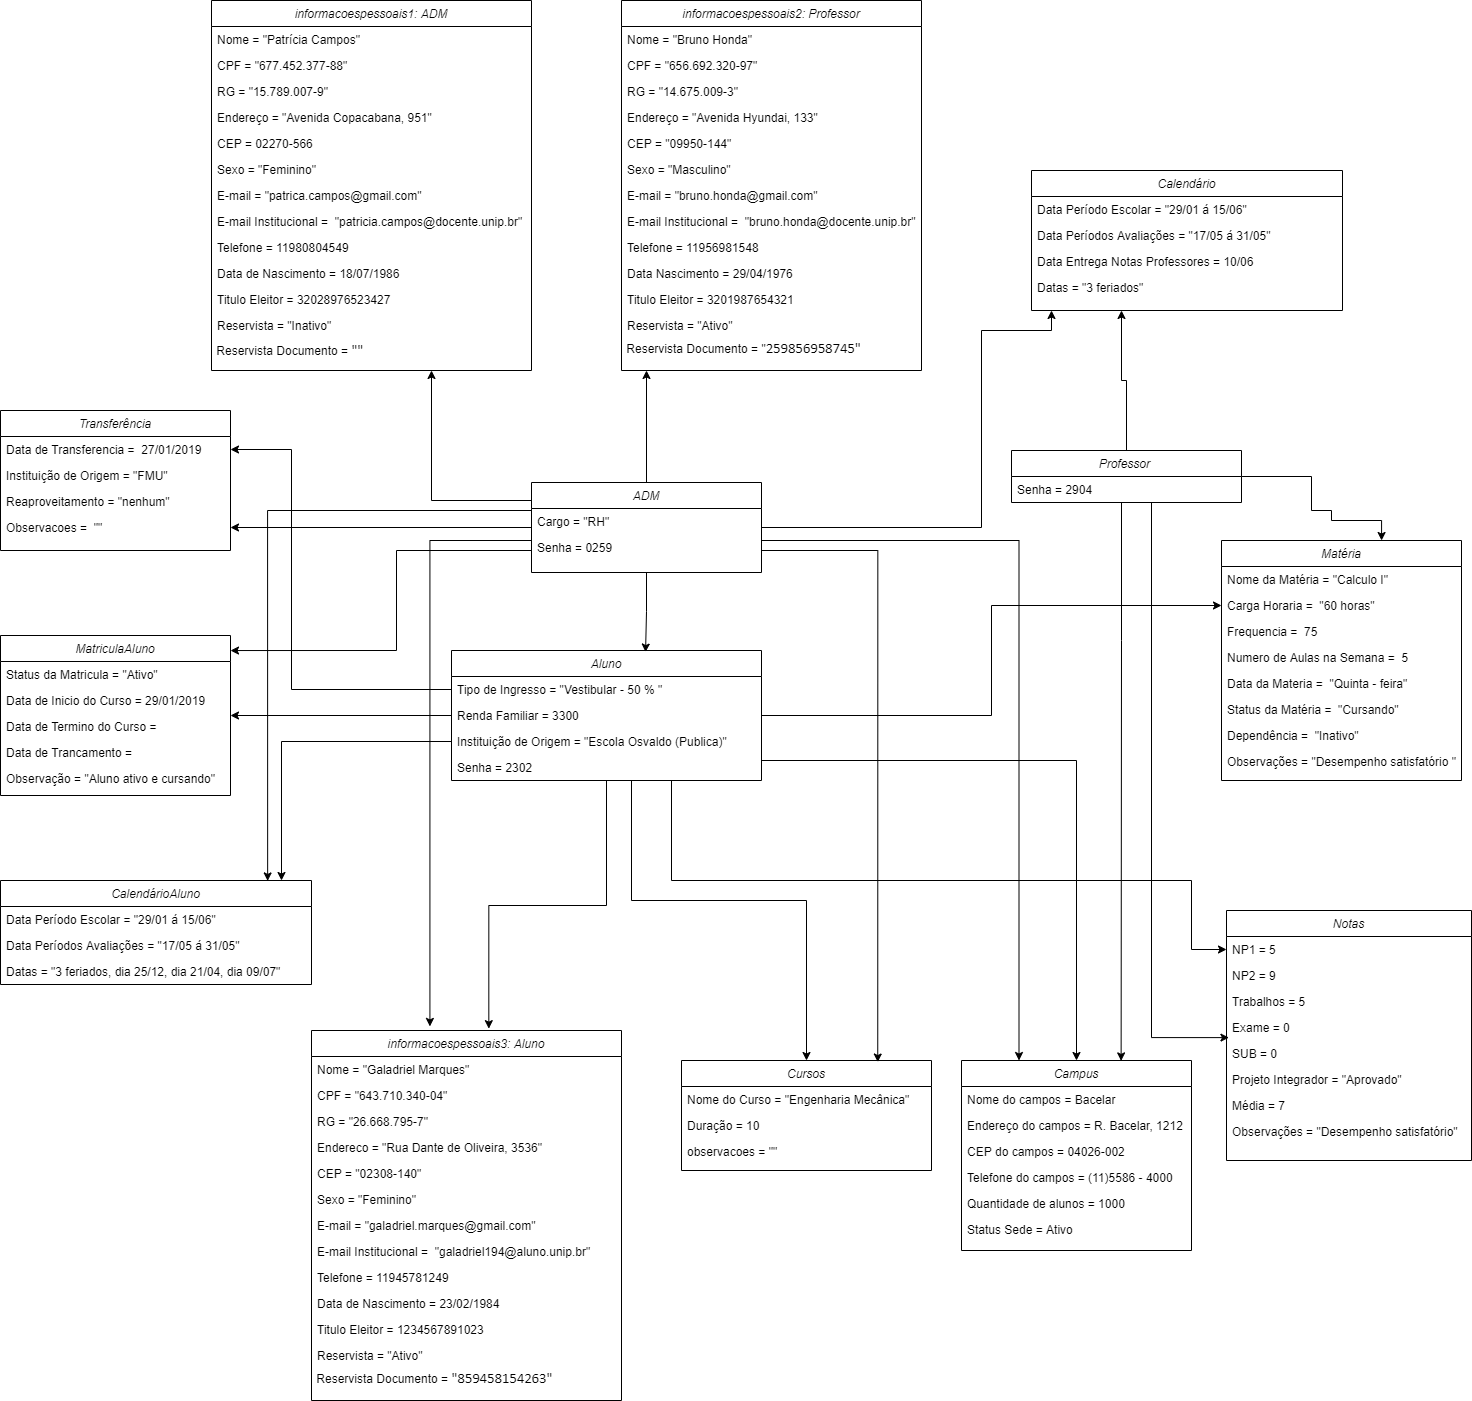 informacoespessoais1: ADM
Nome = "Patrícia Campos"
CPF = "677.452.377-88"
RG = "15.789.007-9"
Endereço = "Avenida Copacabana, 951"
CEP = 02270-566
Sexo = "Feminino"
E-mail = "patrica.campos@gmail.com"
E-mail Institucional =  "patricia.campos@docente.unip.br"
Telefone = 11980804549
Data de Nascimento = 18/07/1986
Titulo Eleitor = 32028976523427
Reservista = "Inativo"
Reservista Documento = ""
informacoespessoais2: Professor
Nome = "Bruno Honda"
CPF = "656.692.320-97"
RG = "14.675.009-3"
Endereço = "Avenida Hyundai, 133"
CEP = "09950-144"
Sexo = "Masculino"
E-mail = "bruno.honda@gmail.com"
E-mail Institucional =  "bruno.honda@docente.unip.br"
Telefone = 11956981548
Data Nascimento = 29/04/1976
Titulo Eleitor = 3201987654321
Reservista = "Ativo"
Reservista Documento = "259856958745"
Calendário
Data Período Escolar = "29/01 á 15/06"
Data Períodos Avaliações = "17/05 á 31/05"
Data Entrega Notas Professores = 10/06
Datas = "3 feriados"
Transferência
Data de Transferencia =  27/01/2019
Instituição de Origem = "FMU"
Reaproveitamento = "nenhum"
Observacoes =  ""
ADM
Cargo = "RH"
Senha = 0259
Professor
Senha = 2904
Matéria
Nome da Matéria = "Calculo I"
Carga Horaria =  "60 horas"
Frequencia =  75
Numero de Aulas na Semana =  5
Data da Materia =  "Quinta - feira"
Status da Matéria =  "Cursando"
Dependência =  "Inativo"
Observações = "Desempenho satisfatório "
MatriculaAluno
Status da Matricula = "Ativo"
Data de Inicio do Curso = 29/01/2019
Data de Termino do Curso =
Data de Trancamento =
Observação = "Aluno ativo e cursando"
Aluno
Tipo de Ingresso = "Vestibular - 50 % "
Renda Familiar = 3300
Instituição de Origem = "Escola Osvaldo (Publica)"
Senha = 2302
CalendárioAluno
Data Período Escolar = "29/01 á 15/06"
Data Períodos Avaliações = "17/05 á 31/05"
Datas = "3 feriados, dia 25/12, dia 21/04, dia 09/07"
Notas
NP1 = 5
NP2 = 9
Trabalhos = 5
Exame = 0
SUB = 0
Projeto Integrador = "Aprovado"
Média = 7
Observações = "Desempenho satisfatório"
informacoespessoais3: Aluno
Nome = "Galadriel Marques"
CPF = "643.710.340-04"
RG = "26.668.795-7"
Endereco = "Rua Dante de Oliveira, 3536"
CEP = "02308-140"
Sexo = "Feminino"
E-mail = "galadriel.marques@gmail.com"
E-mail Institucional =  "galadriel194@aluno.unip.br"
Telefone = 11945781249
Data de Nascimento = 23/02/1984
Titulo Eleitor = 1234567891023
Reservista = "Ativo"
Reservista Documento = "859458154263"
Cursos
Nome do Curso = "Engenharia Mecânica"
Duração = 10
observacoes = ""
Campus
Nome do campos = Bacelar
Endereço do campos = R. Bacelar, 1212
CEP do campos = 04026-002
Telefone do campos = (11)5586 - 4000
Quantidade de alunos = 1000
Status Sede = Ativo